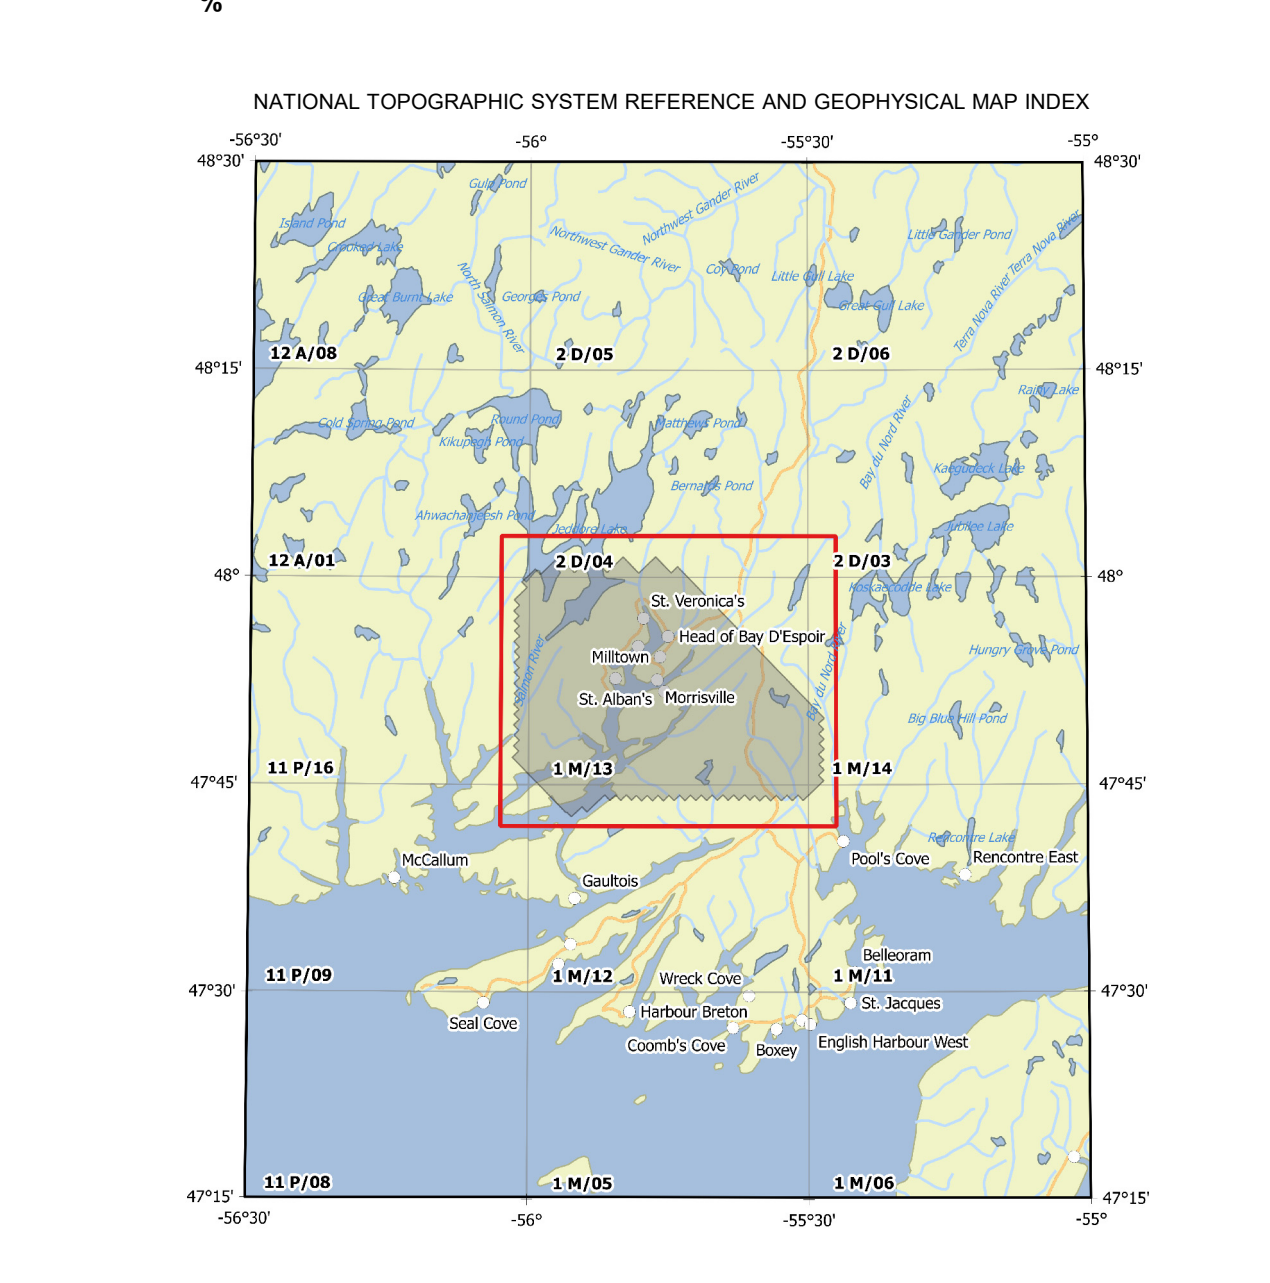 %
NATIONAL TOPOGRAPHIC SYSTEM REFERENCE AND GEOPHYSICAL MAP INDEX
-56°30' -56° -55°30' -55°
48°30' 48°30'
Gulp Pond
Northwest Gander River
Island Pond
Crooked Lake
Northwest Gander River
Little Gander Pond
Terra Nova River
North Salmon River
Coy Pond
Little Gull Lake
Great Burnt Lake
Georges Pond
Great Gull Lake
Terra Nova River
12 A/08 2 D/05 2 D/06
48°15' 48°15'
Rainy Lake
Cold Spring Pond
Round Pond
Matthews Pond
Kikupegh Pond
Bay du Nord River
Kaegudeck Lake
Bernards Pond
Ahwachanjeesh Pond
Jeddore Lake
Jubilee Lake
12 A/01 2 D/04 2 D/03
48° 48°
Koskaecodde Lake
St. Veronica's
Head of Bay D'Espoir
Milltown
Hungry Grove Pond
Salmon River
Bay du Nord River
St. Alban's Morrisville
Big Blue Hill Pond
11 P/16 1 M/13 1 M/14
47°45' 47°45'
Rencontre Lake
McCallum
Pool's Cove
Rencontre East
Gaultois
Belleoram
11 P/09 1 M/12 1 M/11
Wreck Cove
47°30' 47°30'
St. Jacques
Seal Cove
Harbour Breton
Coomb's Cove
Boxey
English Harbour West
11 P/08 1 M/05 1 M/06
47°15' 47°15'
-56°30' -56° -55°30' -55°